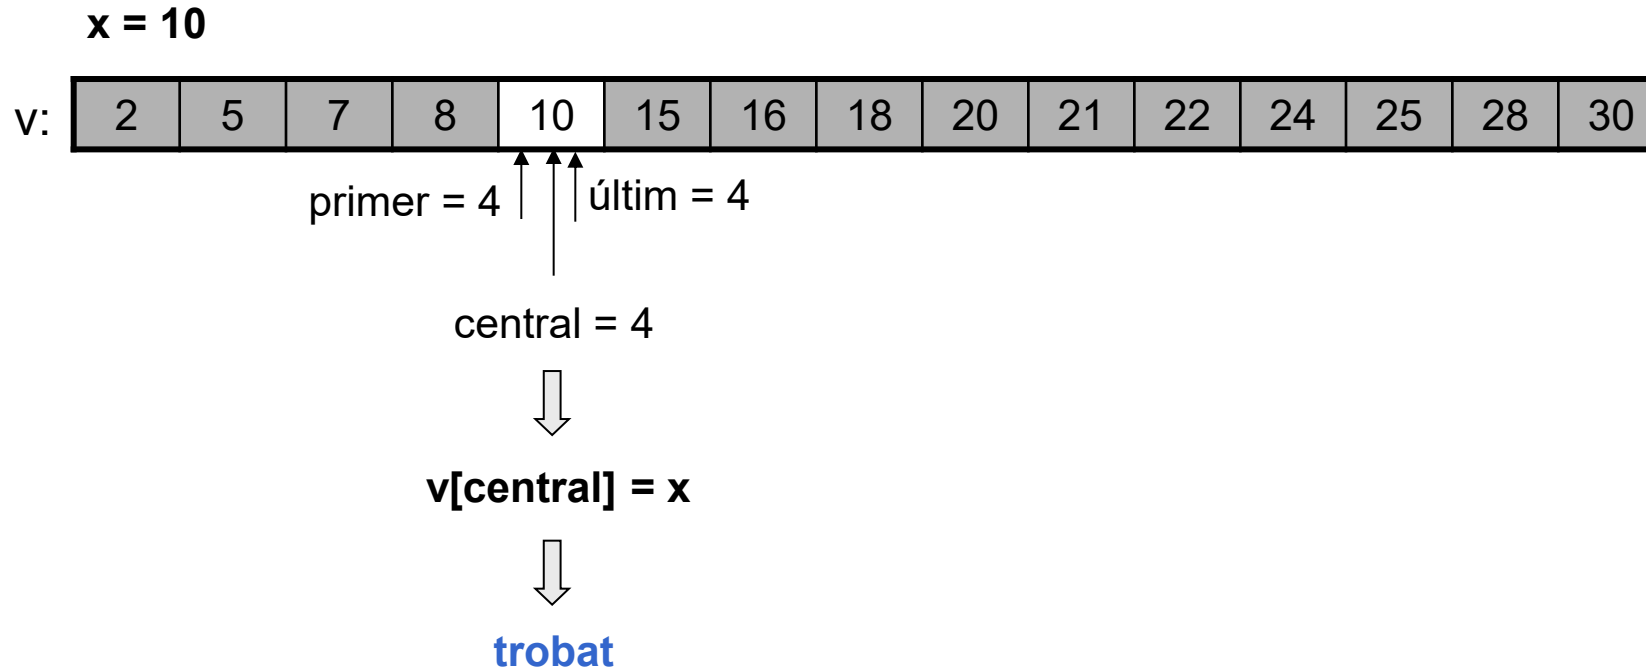 x = 10
v: 2 5 7 8 10 15 16 18 20 21 22 24 25 28 30
primer = 4 últim = 4
central = 4
v[central] = x
trobat